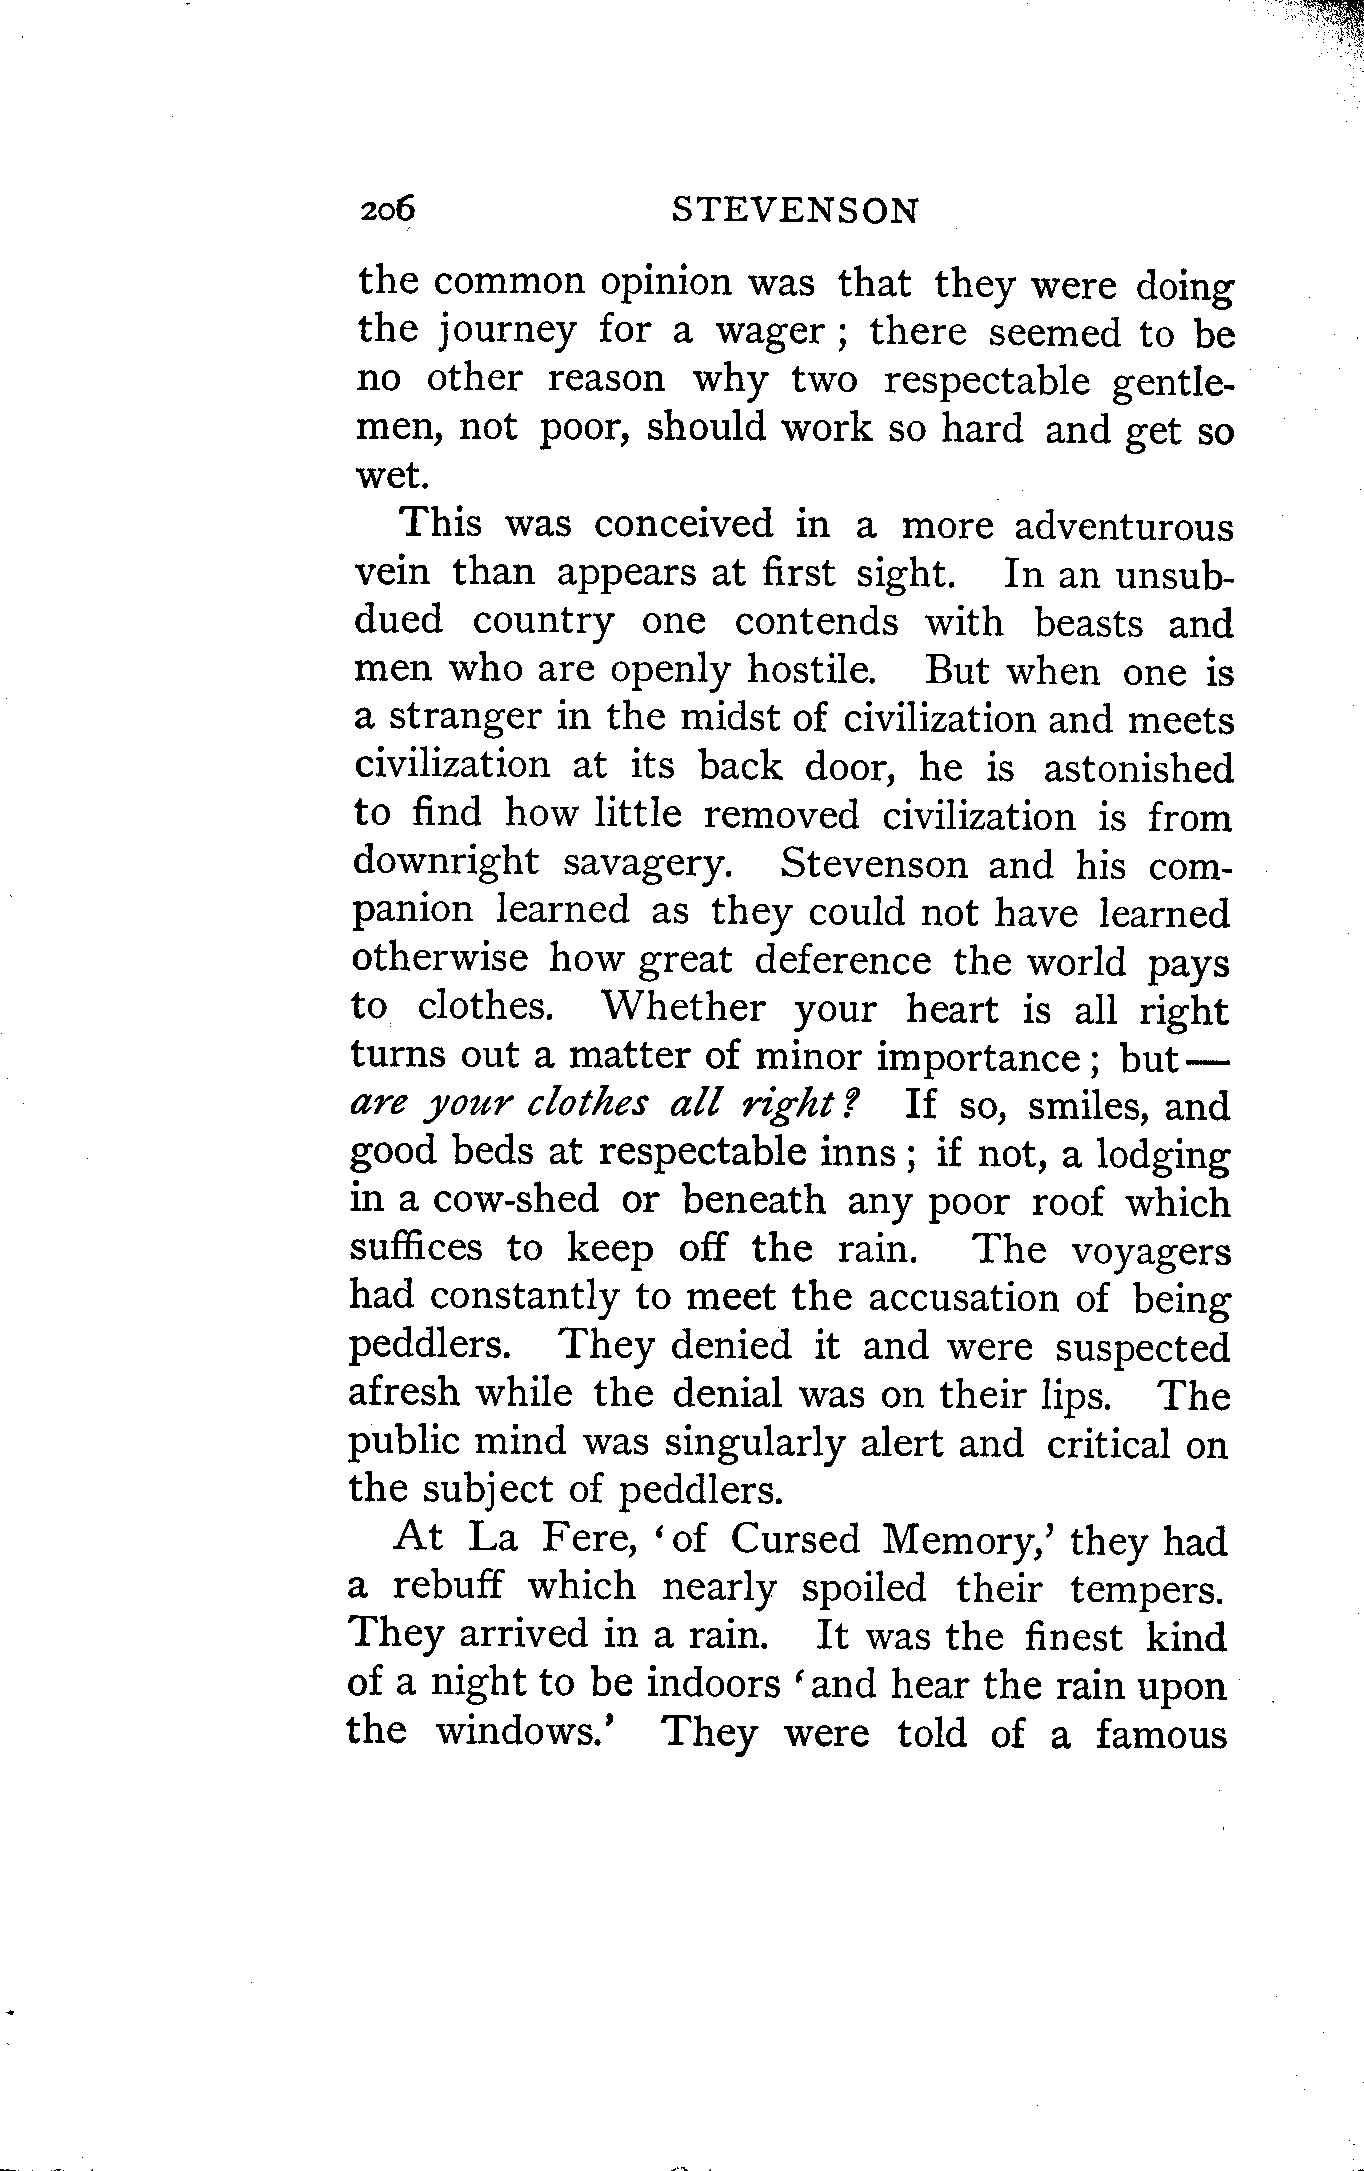 206 STEVENSON
the common opinion was that they were doing
the journey for a wager ; there seemed to be
no other reason why two respectable gentle-
men, not poor, should work so hard and get so
wet.
This was conceived in a more adventurous
vein than appears at first sight. In an unsub-
dued country one contends with beasts and
men who are openly hostile. But when one is
a stranger in the midst of civilization and meets
civilization at its back door, he is astonished
to find how little removed civilization is from
downright savagery. Stevenson and his com-
panion learned as they could not have learned
otherwise how great deference the world pays
to clothes. Whether your heart is all right
turns out a matter of minor importance ; but—
are your clothes all right ? If so, smiles, and
good beds at respectable inns ; if not, a lodging
in a cow-shed or beneath any poor roof which
suffices to keep off the rain. The voyagers
had constantly to meet the accusation of being
peddlers. They denied it and were suspected
afresh while the denial was on their lips. The
public mind was singularly alert and critical on
the subject of peddlers.
At La Fere, ‘of Cursed Memory,’ they had
a rebuff which nearly spoiled their tempers.
They arrived in a rain. It was the finest kind
of a night to be indoors ‘and hear the rain upon
the windows.’ They were told of a famous